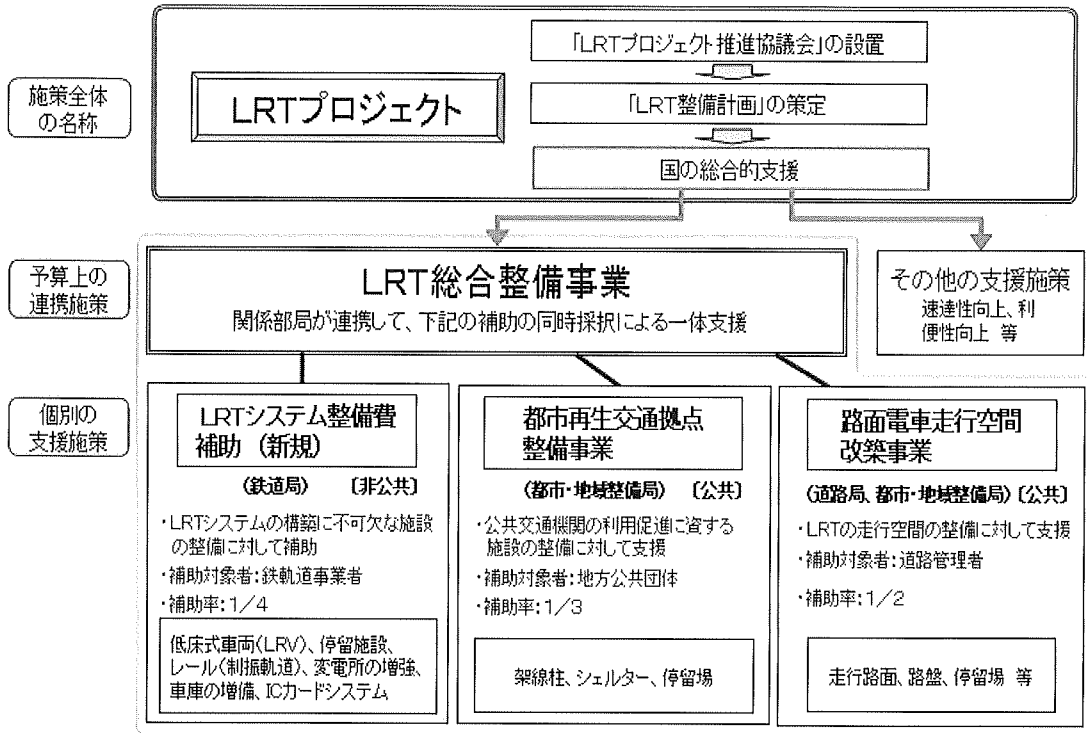 施策全体
の名称
LRTプロジェクト
「LRTプロジェクト推進協議会」の設置
「LRT整備計画」の策定
国の総合的支援
予算上の
連携施策
LRT総合整備事業
関係部局が連携して、下記の補助の同時採択による一体支援
その他の支援施策
速達性向上、利
便性向上 等
個別の
支援施策
LRTシステム整備費
補助（新規）
（鉄道局） 〔非公共〕
・LRTシステムの構築に不可欠な施設
の整備に対して補助
・補助対象者：鉄軌道事業者
・補助率：1／4
低床式車両(LRV)、停留施設、
レール(制振軌道)、変電所の増強、
車庫の増備、ICカードシステム
都市再生交通拠点
整備事業
（都市・地域整備局） 〔公共〕
・公共交通機関の利用促進に資する
施設の整備に対して支援
・補助対象者：地方公共団体
・補助率：1／3
架線柱、シェルター、停留場
路面電車走行空間
改築事業
（道路局、都市・地域整備局）〔公共〕
・LRTの走行空間の整備に対して支援
・補助対象者：道路管理者
・補助率：1／2
走行路面、路盤、停留場 等